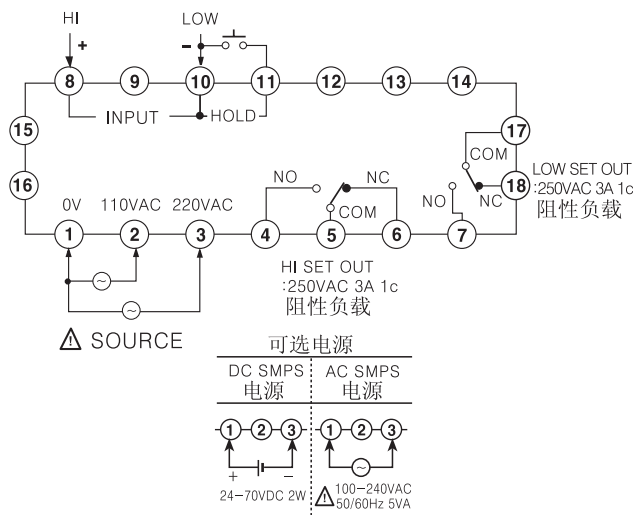 HI LOW
+ -
8 9 10 11 12 13 14
INPUT HOLD
15 17
COM
16 18
LOW SET OUT
:250VAC 3A 1c
阻性负载
NO NC NO NC
COM
0V 110VAC 220VAC
1 2 3 4 5 6 7
HI SET OUT
:250VAC 3A 1c
阻性负载
SOURCE
可选电源
DC SMPS
电源
AC SMPS
电源
1 2 3 1 2 3
+ −
24−70VDC 2W
100−240VAC
50/60Hz 5VA